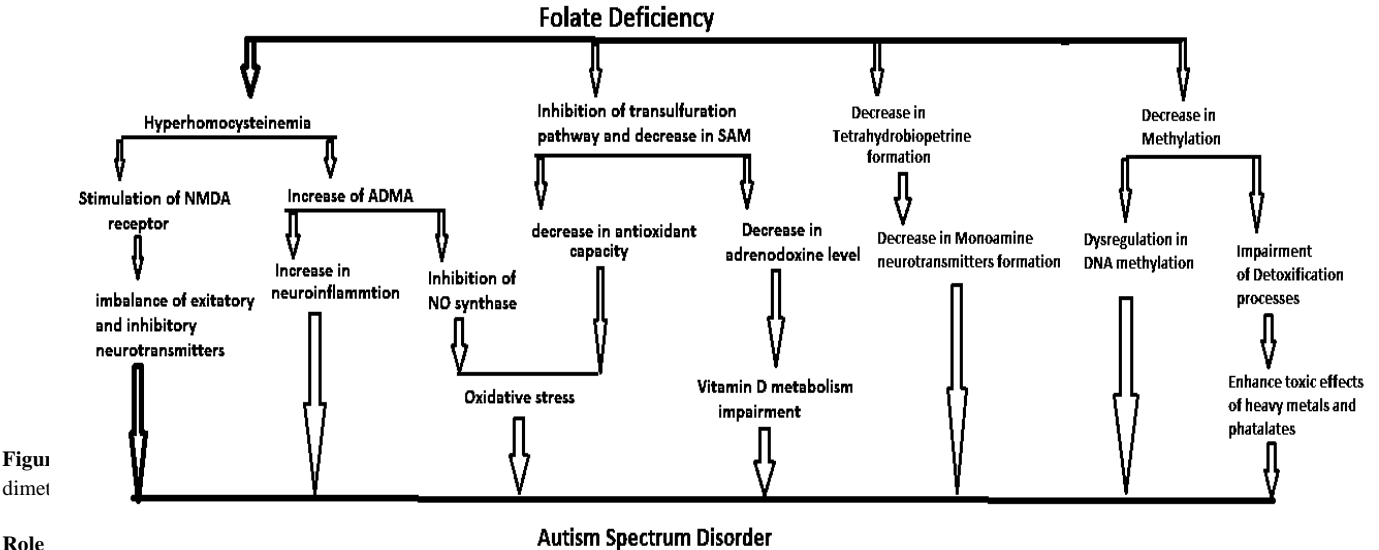 Folate Deficiency
Hyperhomocysteinemia
Inhibition of transulfuration
pathway and decrease in SAM
Decrease in
Tetrahydrobiopetrine
formation
Decrease in
Methylation
Stimulation of NMDA
receptor
Increase of ADMA
decrease in antioxidant
capacity
Decrease in
adrenodoxine level
Decrease in Monoamine
neurotransmitters formation
Dysregulation in
DNA methylation
Impairment
of Detoxification
processes
imbalance of exitatory
and inhibitory
neurotransmitters
Increase in
neuroinflammtion
Inhibition of
NO synthase
Oxidative stress
Vitamin D metabolism
impairment
Enhance toxic effects
of heavy metals and
phatalates
Autism Spectrum Disorder
Role